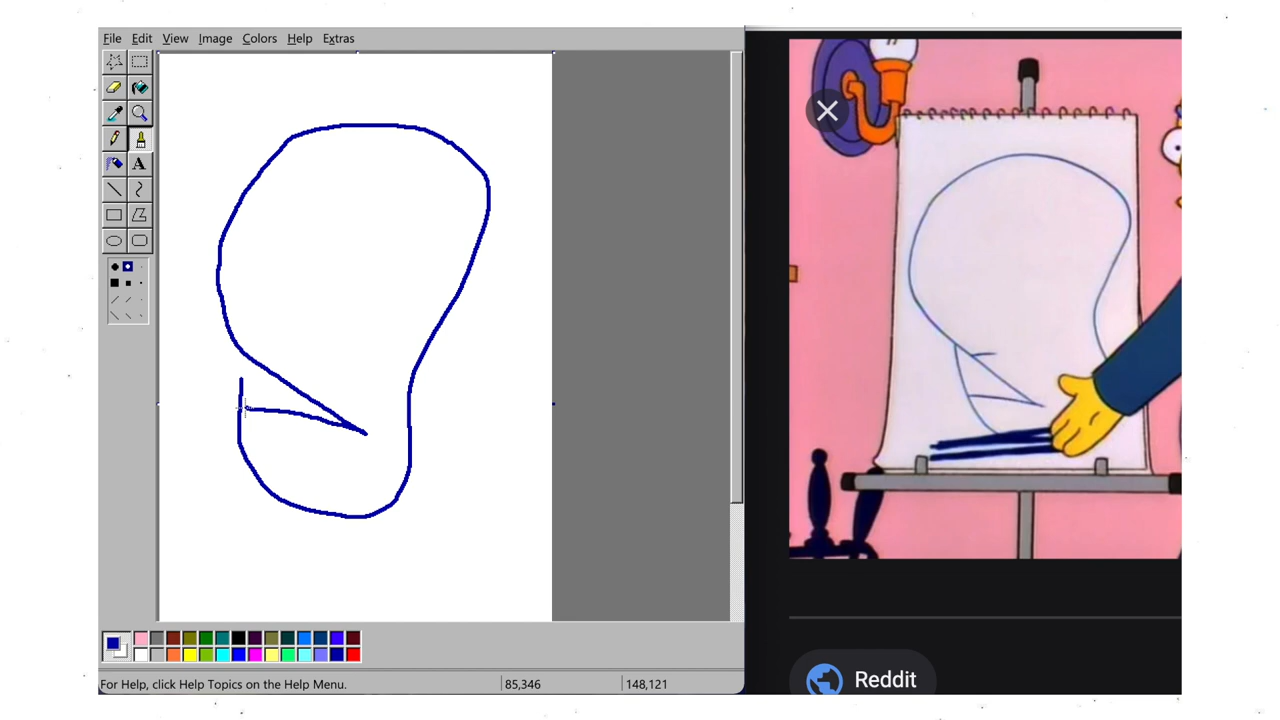 File Edit View Image Colors Help Extras
A
For Help, click Help Topics on the Help Menu.
85,346
148,121
Reddit